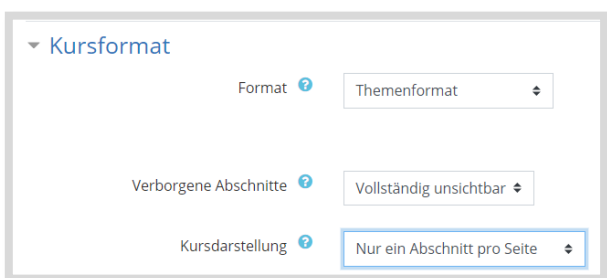 Kursformat
Format Themenformat
Verborgene Abschnitte Vollständig unsichtbar
Kursdarstellung Nur ein Abschnitt pro Seite